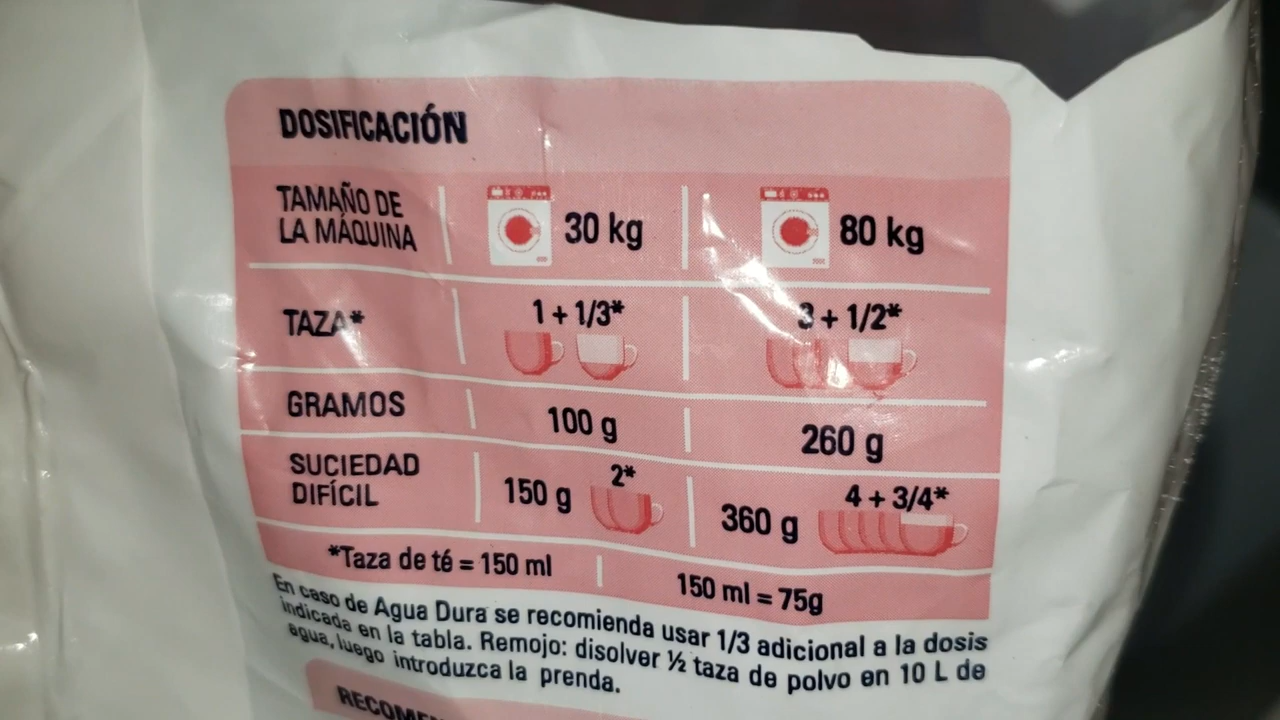 DOSIFICACIÓN
TAMAÑO DE
LA MÁQUINA
30 kg
80 kg
TAZA*
1 + 1/3*
3 + 1/2*
GRAMOS
100 g
260 g
SUCIEDAD
DIFÍCIL
150 g
2*
360 g
4 + 3/4*
*Taza de té = 150 ml
150 ml = 75g
En caso de Agua Dura se recomienda usar 1/3 adicional a la dosis
indicada en la tabla. Remojo: disolver ½ taza de polvo en 10 L de
agua, luego introduzca la prenda.